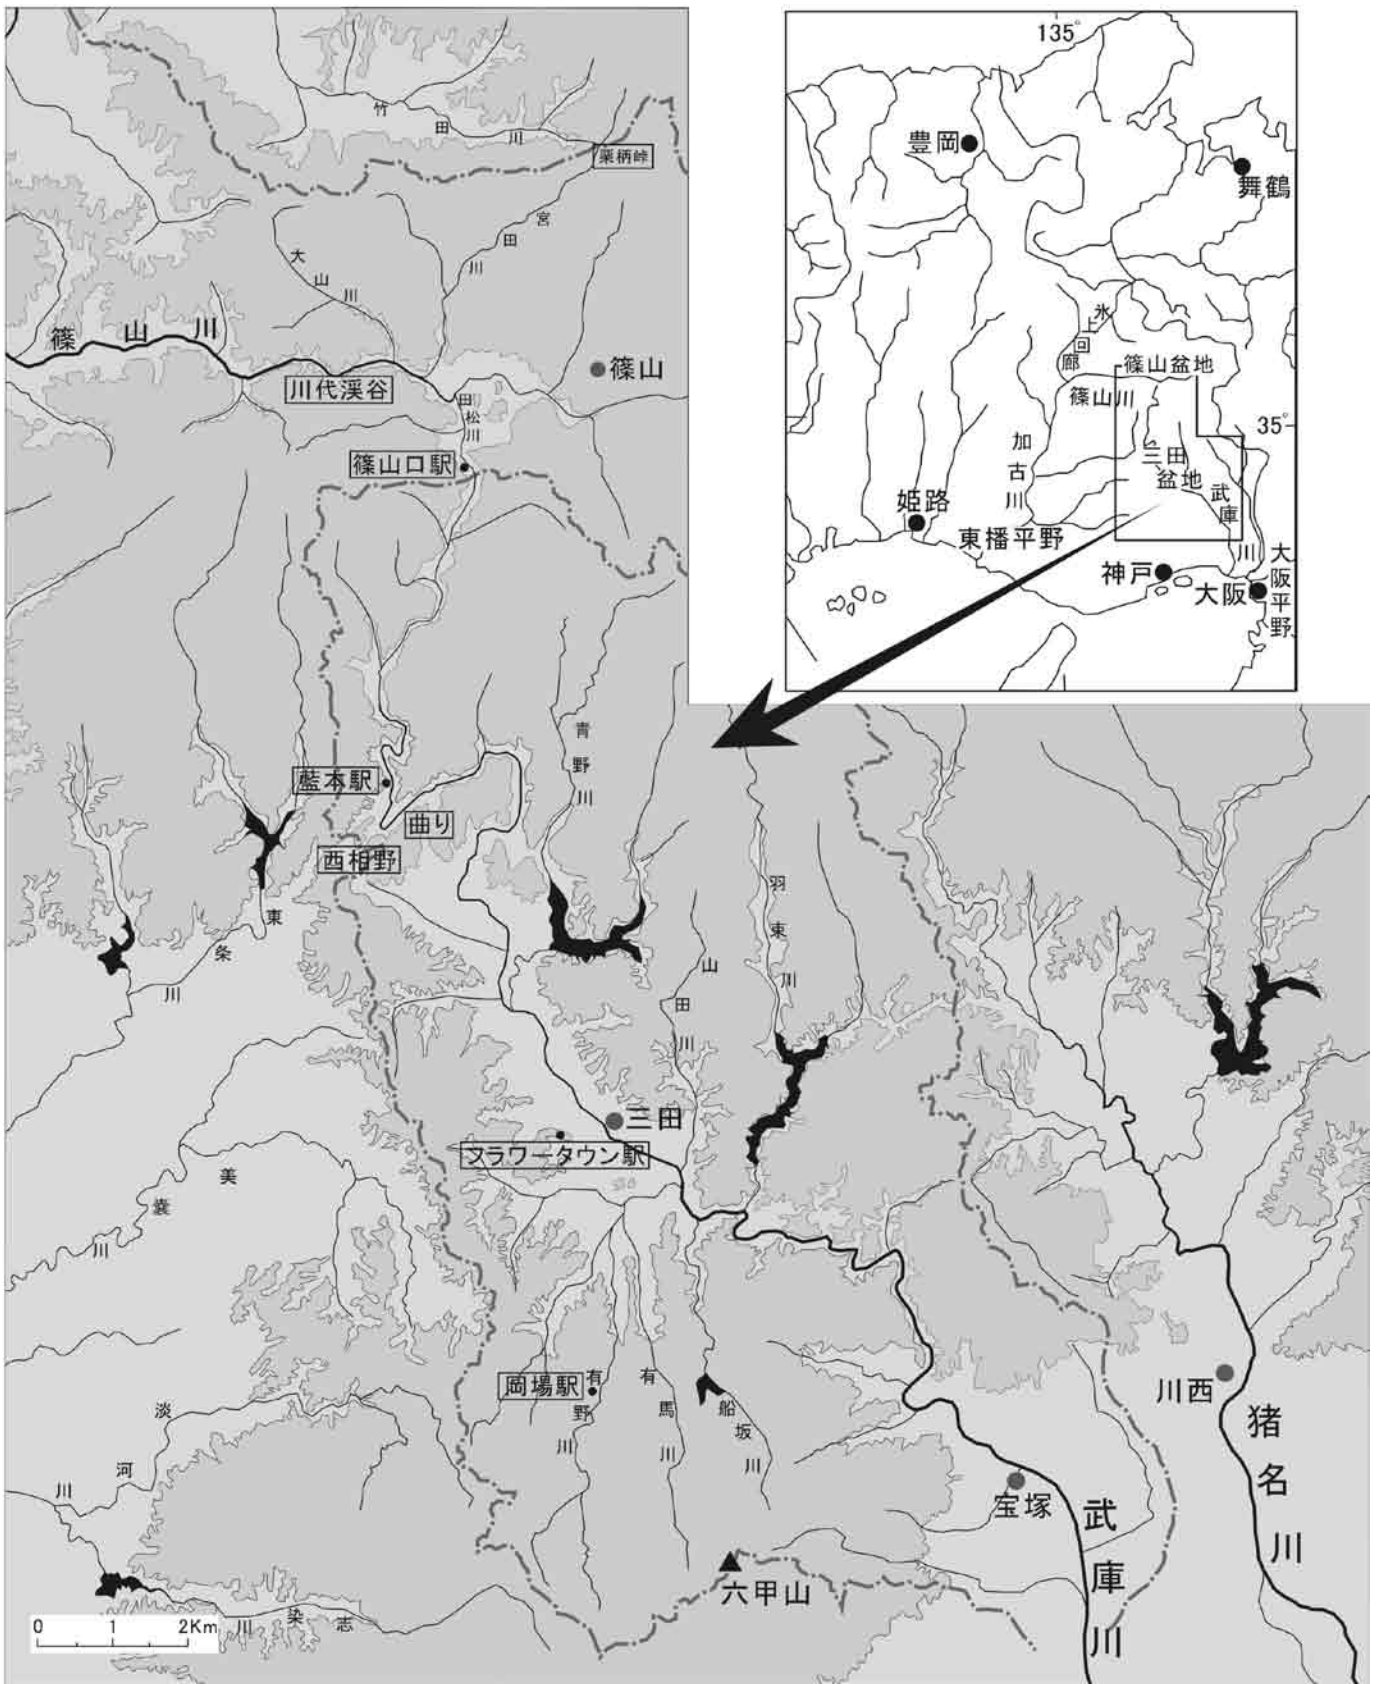 竹田川
栗柄峠
宮田川
大山川
篠山川
篠山
川代渓谷
田松川
篠山口駅
青野川
藍本駅
曲り
西相野
羽束川
東条川
山田川
三田
フラワータウン駅
美嚢川
岡場駅
有野川
有馬川
船坂川
淡河川
川西
猪名川
宝塚
武庫川
六甲山
志染川
0 1 2Km
135°
豊岡
舞鶴
氷上回廊
篠山盆地
篠山川
35°
加古川
三田盆地
武庫川
姫路
東播平野
神戸
大阪
大阪平野